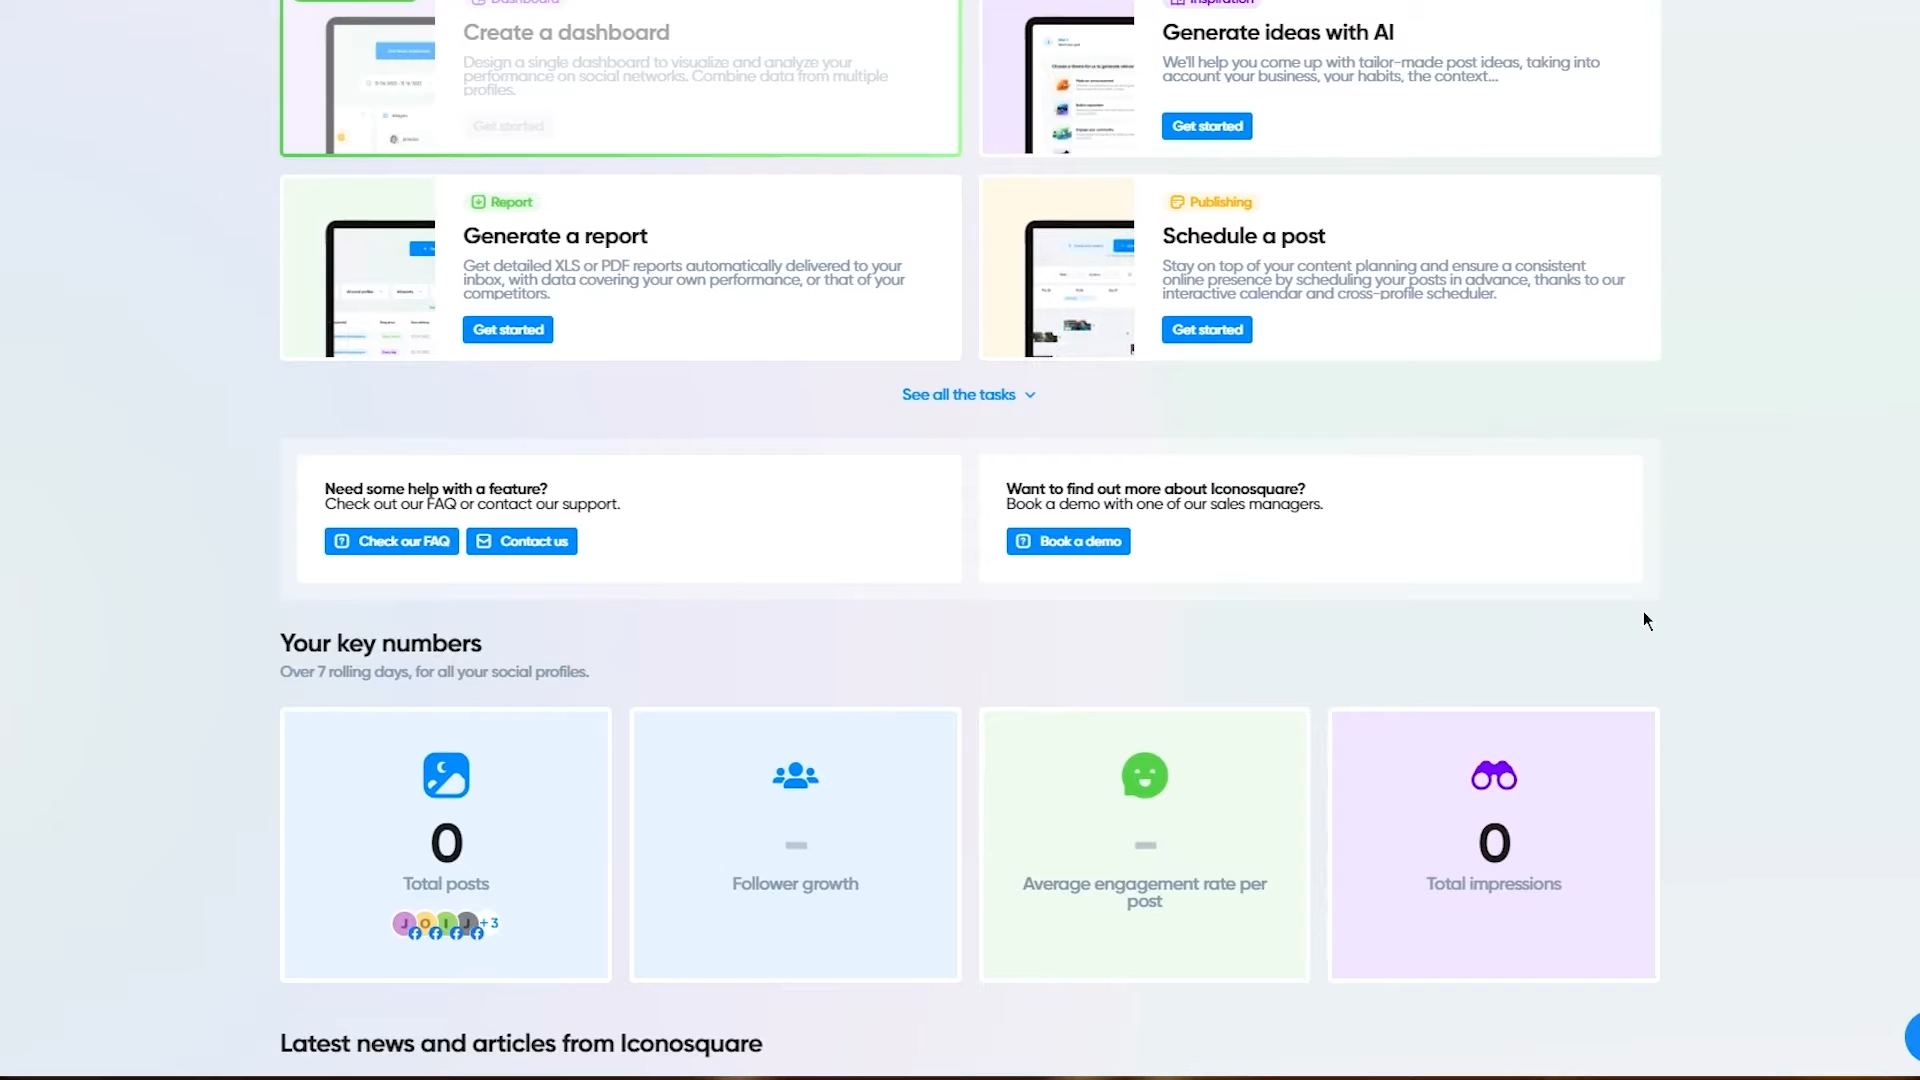 Dashboard
Create a dashboard
Design a single dashboard to visualize and analyze your
performance on social networks. Combine data from multiple
profiles.
Get started
Inspiration
Generate ideas with AI
We'll help you come up with tailor-made post ideas, taking into
account your business, your habits, the context...
Get started
Report
Generate a report
Get detailed XLS or PDF reports automatically delivered to your
inbox, with data covering your own performance, or that of your
competitors.
Get started
Publishing
Schedule a post
Stay on top of your content planning and ensure a consistent
online presence by scheduling your posts in advance, thanks to our
interactive calendar and cross-profile scheduler.
Get started
See all the tasks
Need some help with a feature?
Check out our FAQ or contact our support.
Check our FAQ
Contact us
Want to find out more about Iconosquare?
Book a demo with one of our sales managers.
Book a demo
Your key numbers
Over 7 rolling days, for all your social profiles.
0
Total posts
J O I J +3
Follower growth
Average engagement rate per
post
0
Total impressions
Latest news and articles from Iconosquare